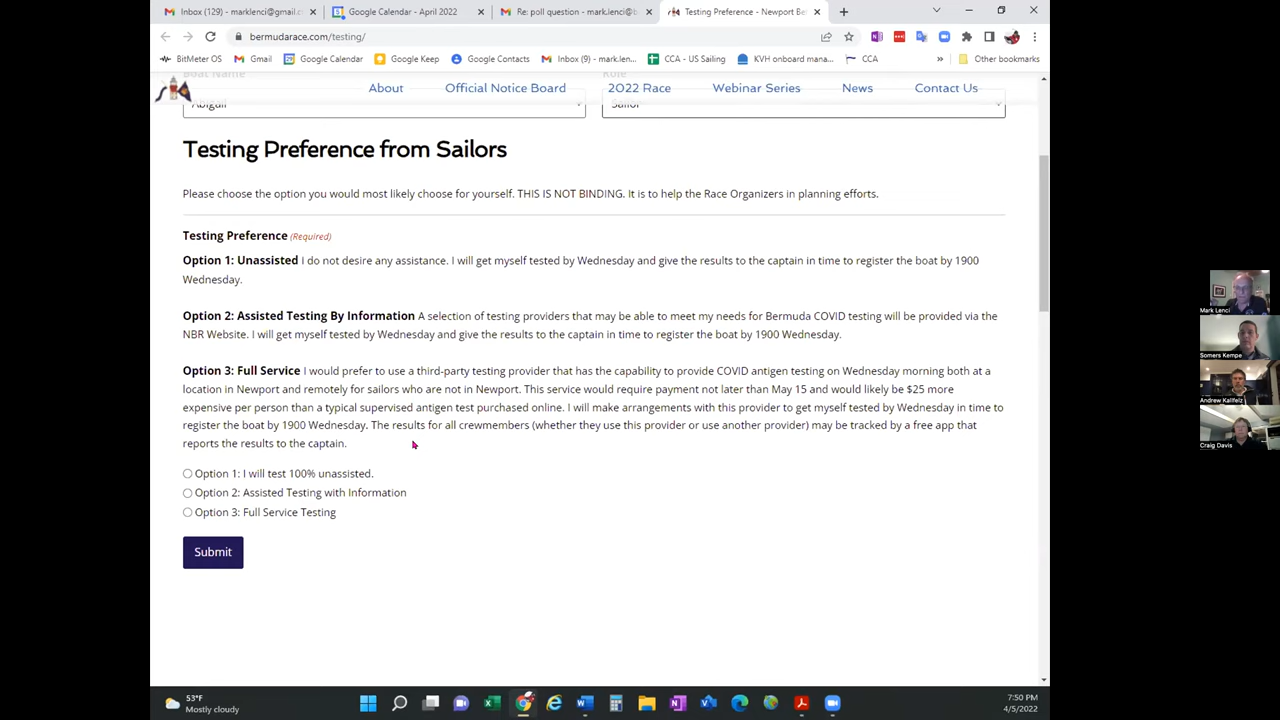 Inbox (129) - marklenci@gmail.c
Google Calendar - April 2022
Re: poll question - mark.lenci@b
Testing Preference - Newport Ber
bermudarace.com/testing/
BitMeter OS
Gmail
Google Calendar
Google Keep
Google Contacts
Inbox (9) - mark.len...
CCA - US Sailing
KVH onboard mana...
CCA
»
Other bookmarks
Boat Name
Role
About
Official Notice Board
2022 Race
Webinar Series
News
Contact Us
Abigail
Sailor
Testing Preference from Sailors
Please choose the option you would most likely choose for yourself. THIS IS NOT BINDING. It is to help the Race Organizers in planning efforts.
Testing Preference (Required)
Option 1: Unassisted I do not desire any assistance. I will get myself tested by Wednesday and give the results to the captain in time to register the boat by 1900
Wednesday.
Option 2: Assisted Testing By Information A selection of testing providers that may be able to meet my needs for Bermuda COVID testing will be provided via the
NBR Website. I will get myself tested by Wednesday and give the results to the captain in time to register the boat by 1900 Wednesday.
Option 3: Full Service I would prefer to use a third-party testing provider that has the capability to provide COVID antigen testing on Wednesday morning both at a
location in Newport and remotely for sailors who are not in Newport. This service would require payment not later than May 15 and would likely be $25 more
expensive per person than a typical supervised antigen test purchased online. I will make arrangements with this provider to get myself tested by Wednesday in time to
register the boat by 1900 Wednesday. The results for all crewmembers (whether they use this provider or use another provider) may be tracked by a free app that
reports the results to the captain.
Option 1: I will test 100% unassisted.
Option 2: Assisted Testing with Information
Option 3: Full Service Testing
Submit
Mark Lenci
Somers Kempe
Andrew Kallfelz
Craig Davis
53°F
Mostly cloudy
7:50 PM
4/5/2022